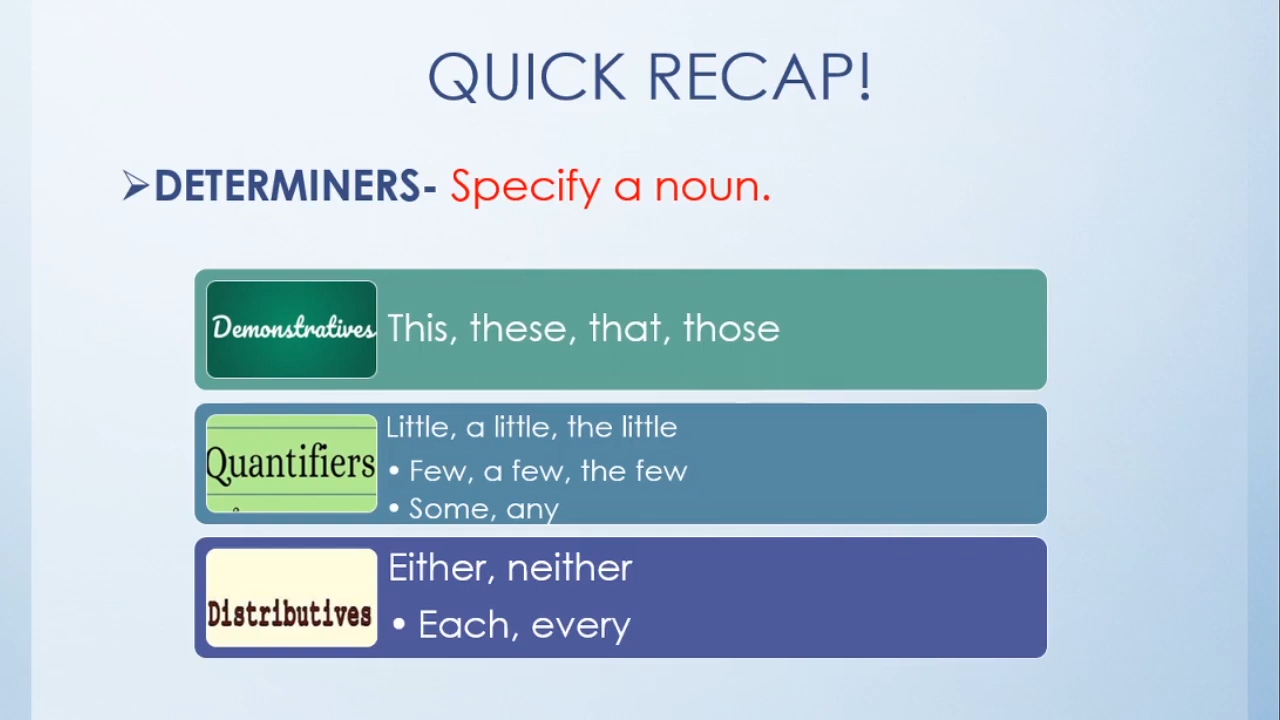 QUICK RECAP!
➢DETERMINERS- Specify a noun.
Demonstratives
This, these, that, those
Quantifiers
Little, a little, the little
• Few, a few, the few
• Some, any
Distributives
Either, neither
• Each, every